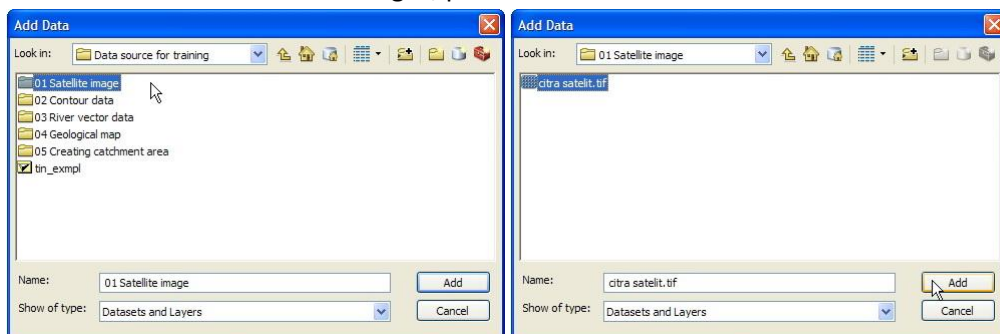 Add Data
Look in: Data source for training
01 Satellite image
02 Contour data
03 River vector data
04 Geological map
05 Creating catchment area
tin_exmpl
Name: 01 Satellite image Add
Show of type: Datasets and Layers Cancel
Add Data
Look in: 01 Satellite image
citra satelit.tif
Name: citra satelit.tif Add
Show of type: Datasets and Layers Cancel